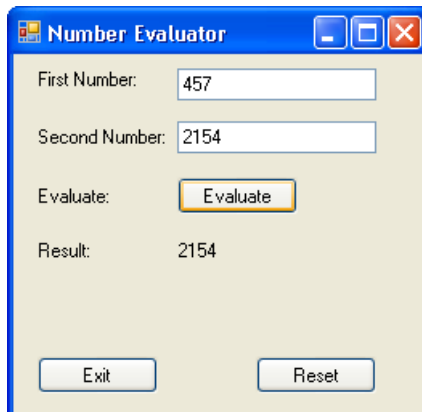 Number Evaluator
First Number: 457
Second Number: 2154
Evaluate: Evaluate
Result: 2154
Exit Reset